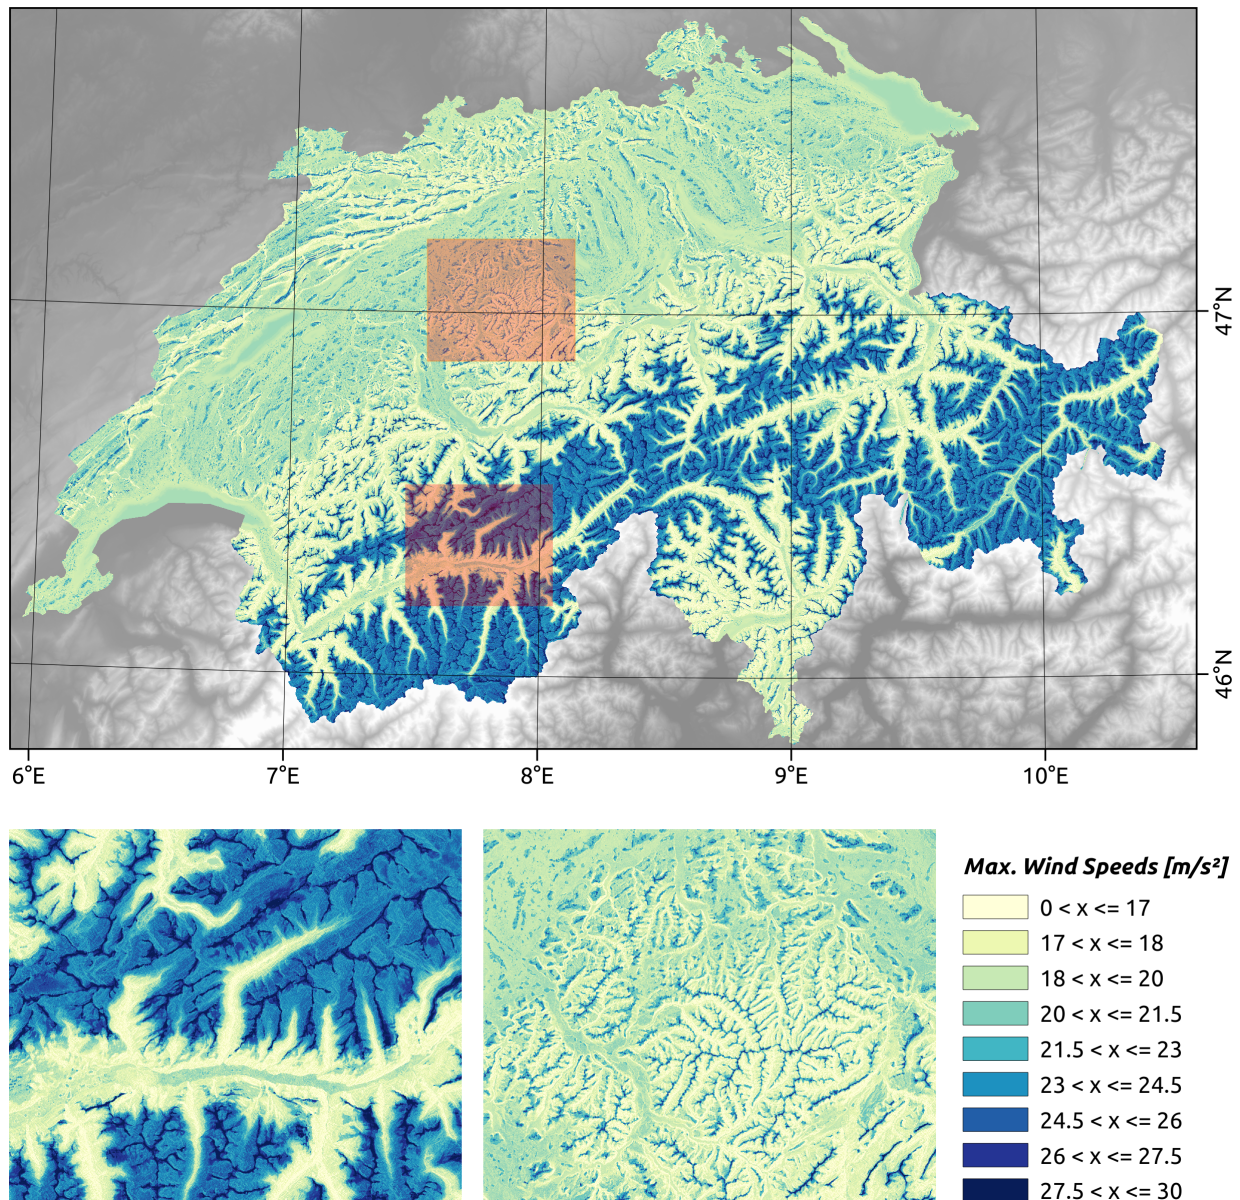 47°N
46°N
6°E
7°E
8°E
9°E
10°E
Max. Wind Speeds [m/s²]
0 < x <= 17
17 < x <= 18
18 < x <= 20
20 < x <= 21.5
21.5 < x <= 23
23 < x <= 24.5
24.5 < x <= 26
26 < x <= 27.5
27.5 < x <= 30